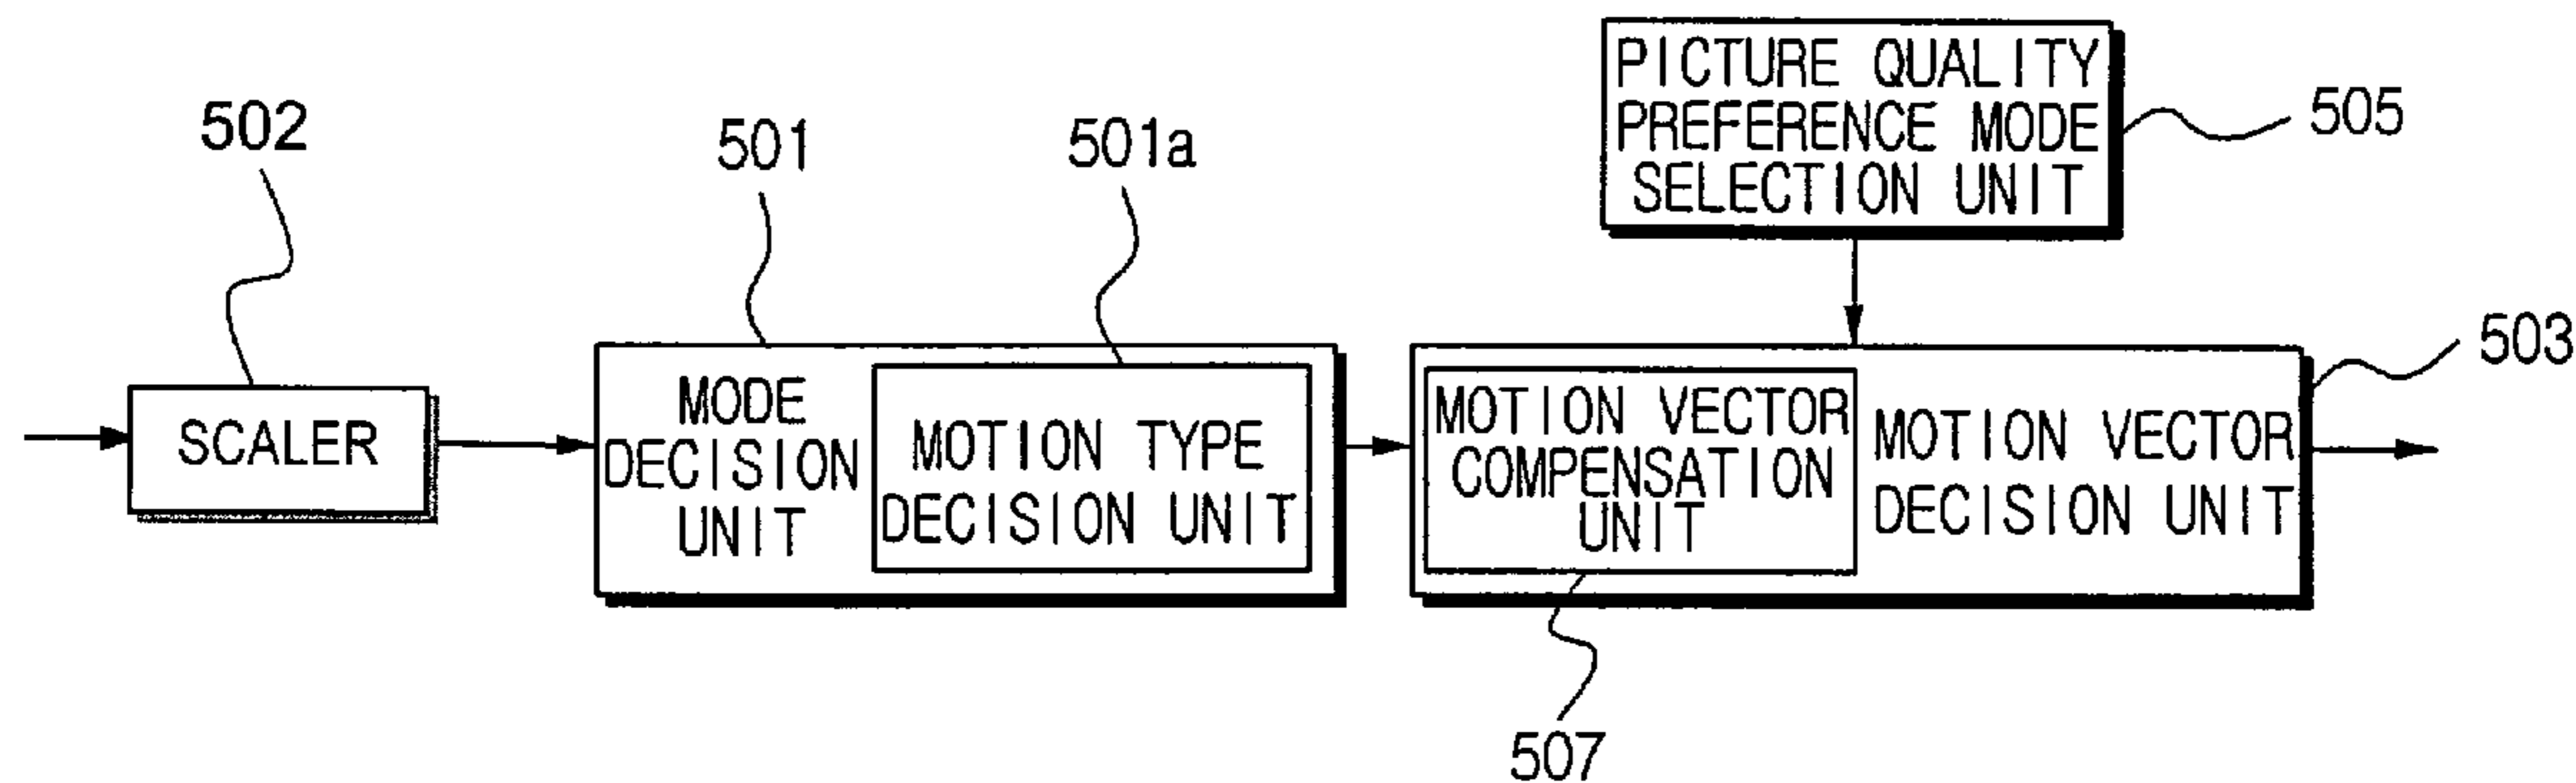 PICTURE QUALITY
PREFERENCE MODE
SELECTION UNIT
505
502
501
501a
503
SCALER
MODE
DECISION
UNIT
MOTION TYPE
DECISION UNIT
MOTION VECTOR
COMPENSATION
UNIT
MOTION VECTOR
DECISION UNIT
507